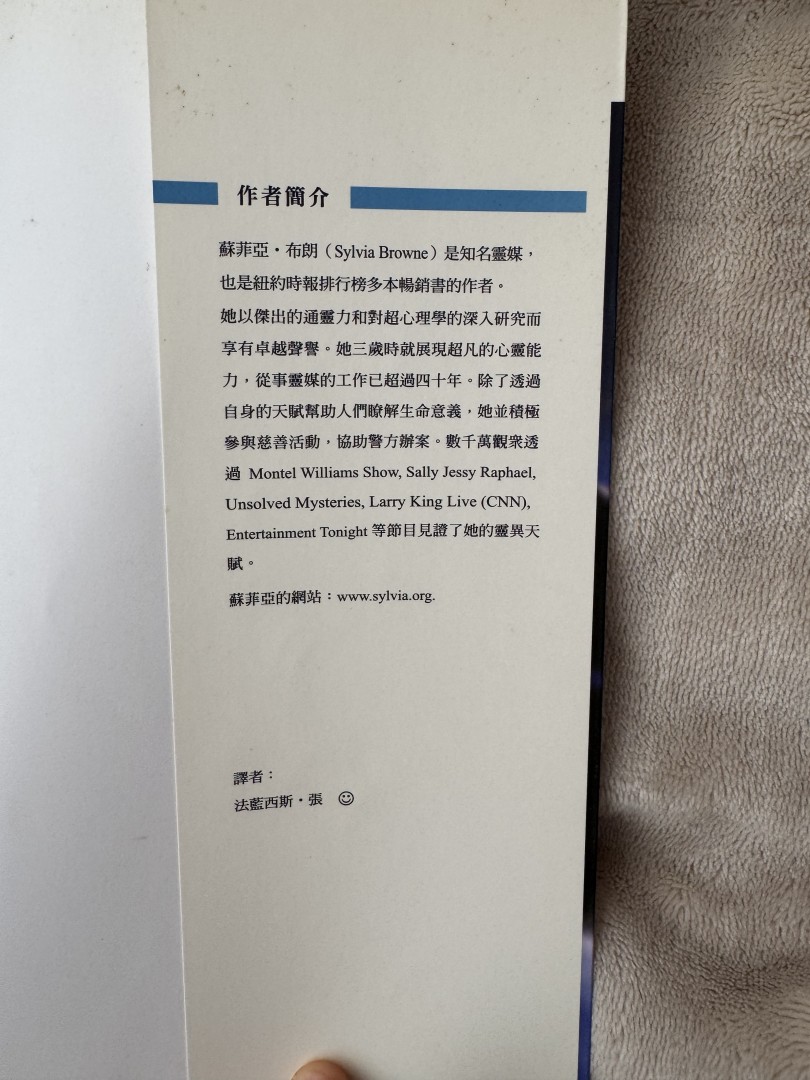 作者簡介
蘇菲亞・布朗（Sylvia Browne）是知名靈媒，
也是紐約時報排行榜多本暢銷書的作者。
她以傑出的通靈力和對超心理學的深入研究而
享有卓越聲譽。她三歲時就展現超凡的心靈能
力，從事靈媒的工作已超過四十年。除了透過
自身的天賦幫助人們瞭解生命意義，她並積極
參與慈善活動，協助警方辦案。數千萬觀眾透
過 Montel Williams Show, Sally Jessy Raphael,
Unsolved Mysteries, Larry King Live (CNN),
Entertainment Tonight 等節目見證了她的靈異天
賦。
蘇菲亞的網站：www.sylvia.org.
譯者：
法藍西斯・張 ☺